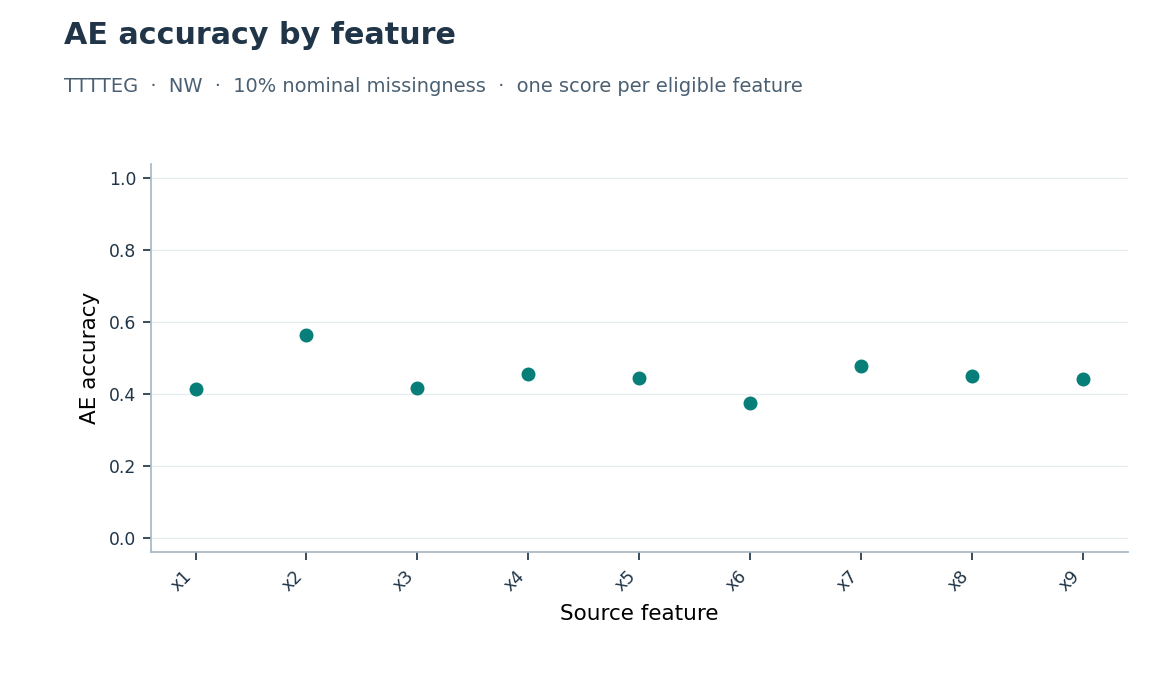 AE accuracy by feature
TTTTEG · NW · 10% nominal missingness · one score per eligible feature
1.0
0.8
0.6
0.4
0.2
0.0
AE accuracy
x1 x2 x3 x4 x5 x6 x7 x8 x9
Source feature